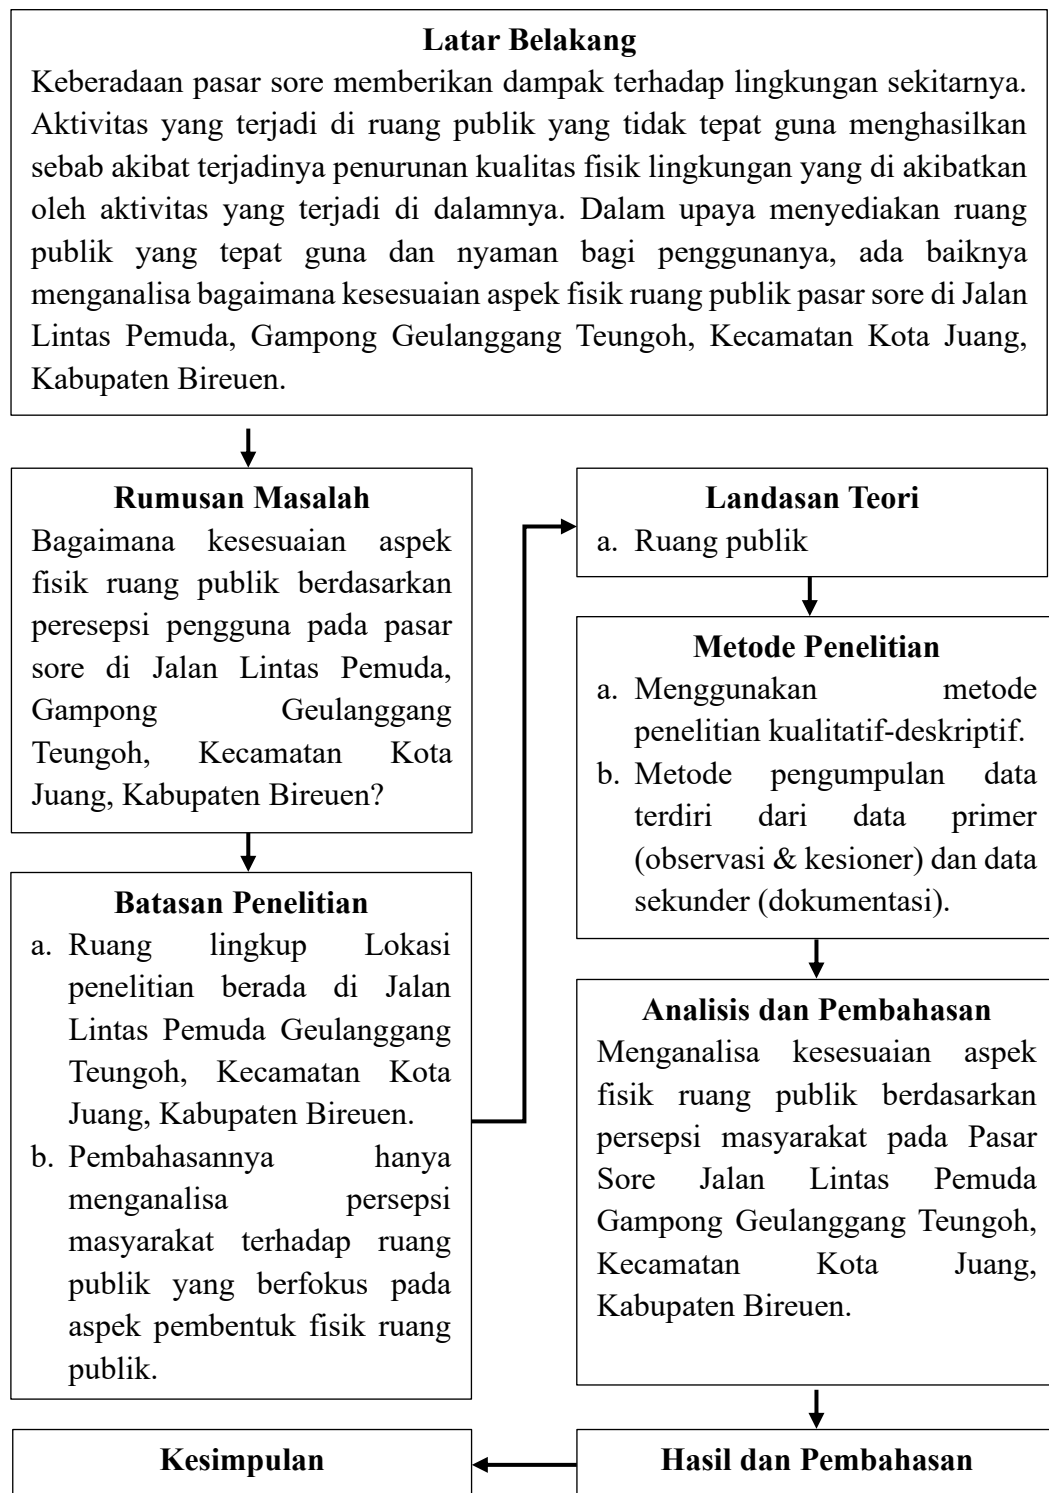 Latar Belakang
Keberadaan pasar sore memberikan dampak terhadap lingkungan sekitarnya.
Aktivitas yang terjadi di ruang publik yang tidak tepat guna menghasilkan
sebab akibat terjadinya penurunan kualitas fisik lingkungan yang di akibatkan
oleh aktivitas yang terjadi di dalamnya. Dalam upaya menyediakan ruang
publik yang tepat guna dan nyaman bagi penggunanya, ada baiknya
menganalisa bagaimana kesesuaian aspek fisik ruang publik pasar sore di Jalan
Lintas Pemuda, Gampong Geulanggang Teungoh, Kecamatan Kota Juang,
Kabupaten Bireuen.
Rumusan Masalah
Bagaimana kesesuaian aspek
fisik ruang publik berdasarkan
peresepsi pengguna pada pasar
sore di Jalan Lintas Pemuda,
Gampong Geulanggang
Teungoh, Kecamatan Kota
Juang, Kabupaten Bireuen?
Batasan Penelitian
a. Ruang lingkup Lokasi
penelitian berada di Jalan
Lintas Pemuda Geulanggang
Teungoh, Kecamatan Kota
Juang, Kabupaten Bireuen.
b. Pembahasannya hanya
menganalisa persepsi
masyarakat terhadap ruang
publik yang berfokus pada
aspek pembentuk fisik ruang
publik.
Landasan Teori
a. Ruang publik
Metode Penelitian
a. Menggunakan metode
penelitian kualitatif-deskriptif.
b. Metode pengumpulan data
terdiri dari data primer
(observasi & kesioner) dan data
sekunder (dokumentasi).
Analisis dan Pembahasan
Menganalisa kesesuaian aspek
fisik ruang publik berdasarkan
persepsi masyarakat pada Pasar
Sore Jalan Lintas Pemuda
Gampong Geulanggang Teungoh,
Kecamatan Kota Juang,
Kabupaten Bireuen.
Hasil dan Pembahasan
Kesimpulan